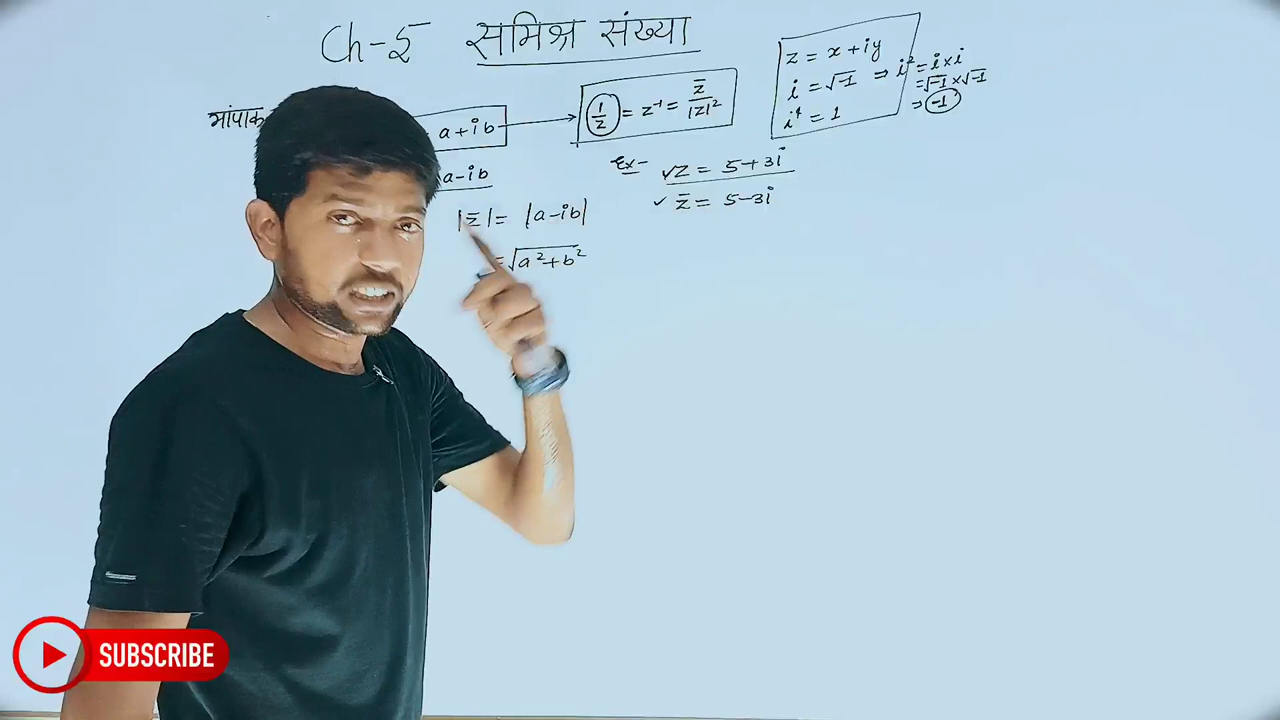 Ch-5 समिश्र संख्या
z = x + iy
i = √-1 ⇒ i² = i × i
= √-1 × √-1
i⁴ = 1 ⇒ -1
a + ib → 1/z = z⁻¹ = z̄/|z|²
a - ib
Ex- ✓z = 5 + 3i
✓ z̄ = 5 - 3i
|z̄| = |a - ib|
= √a² + b²
SUBSCRIBE